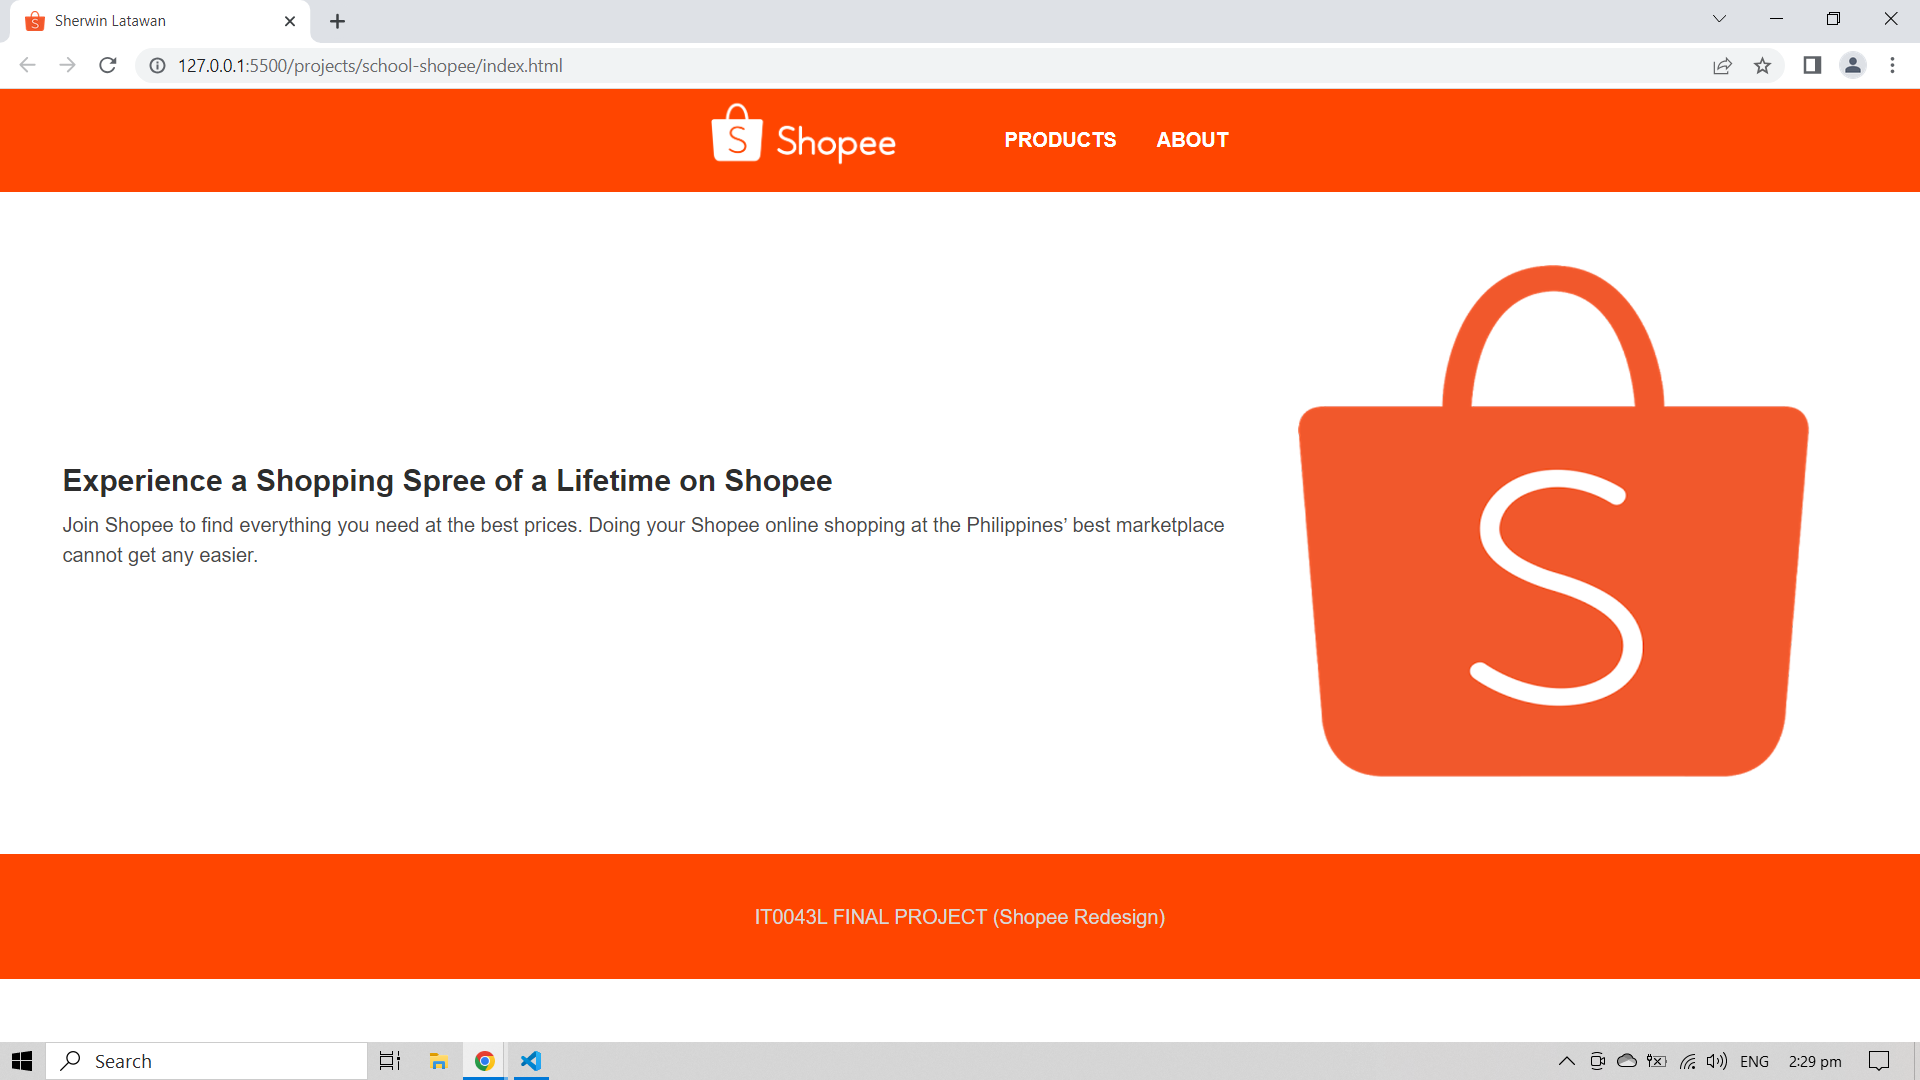 Sherwin Latawan
127.0.0.1:5500/projects/school-shopee/index.html
S Shopee
PRODUCTS
ABOUT
Experience a Shopping Spree of a Lifetime on Shopee
Join Shopee to find everything you need at the best prices. Doing your Shopee online shopping at the Philippines’ best marketplace
cannot get any easier.
S
IT0043L FINAL PROJECT (Shopee Redesign)
Search
ENG
2:29 pm